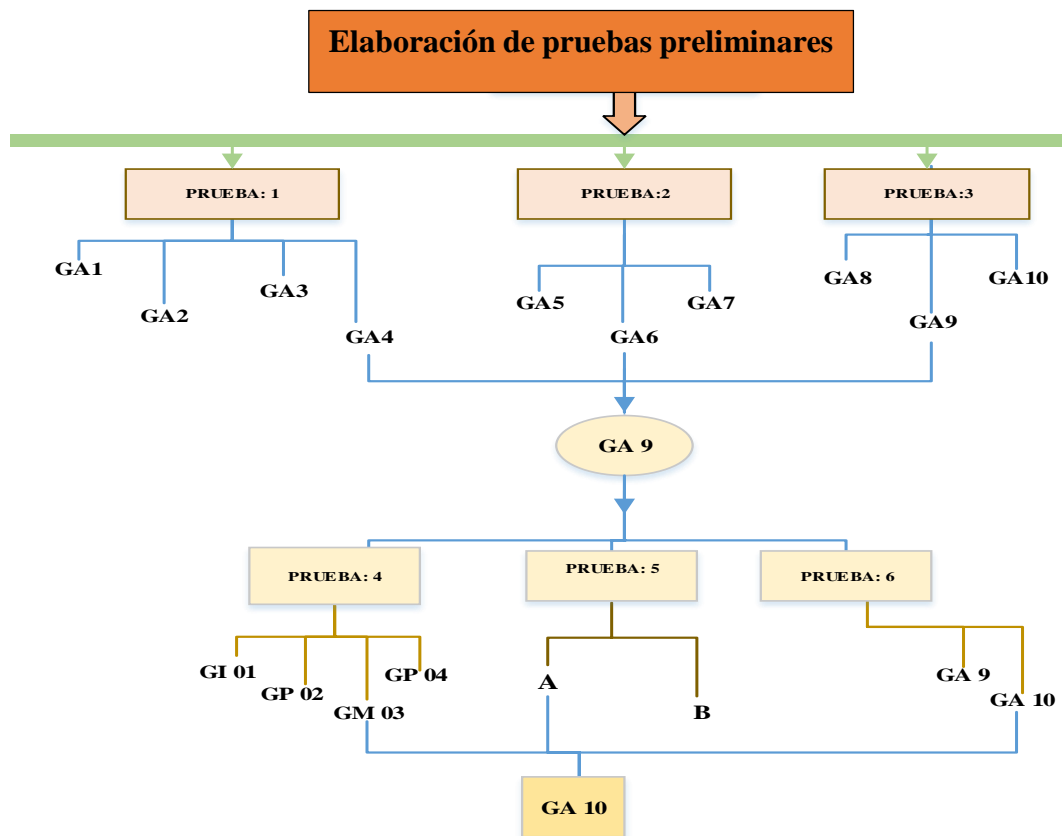 Elaboración de pruebas preliminares
PRUEBA: 1
PRUEBA:2
PRUEBA:3
GA1
GA2
GA3
GA4
GA5
GA6
GA7
GA8
GA9
GA10
GA 9
PRUEBA: 4
PRUEBA: 5
PRUEBA: 6
GI 01
GP 02
GM 03
GP 04
A
B
GA 9
GA 10
GA 10